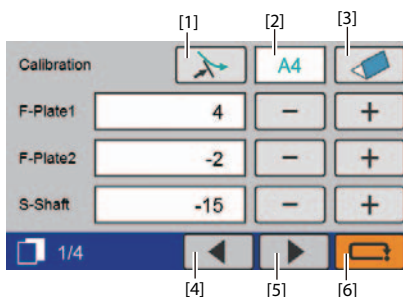 [1] [2] [3]
Calibration A4
F-Plate1 4 − +
F-Plate2 -2 − +
S-Shaft -15 − +
1/4
[4] [5] [6]